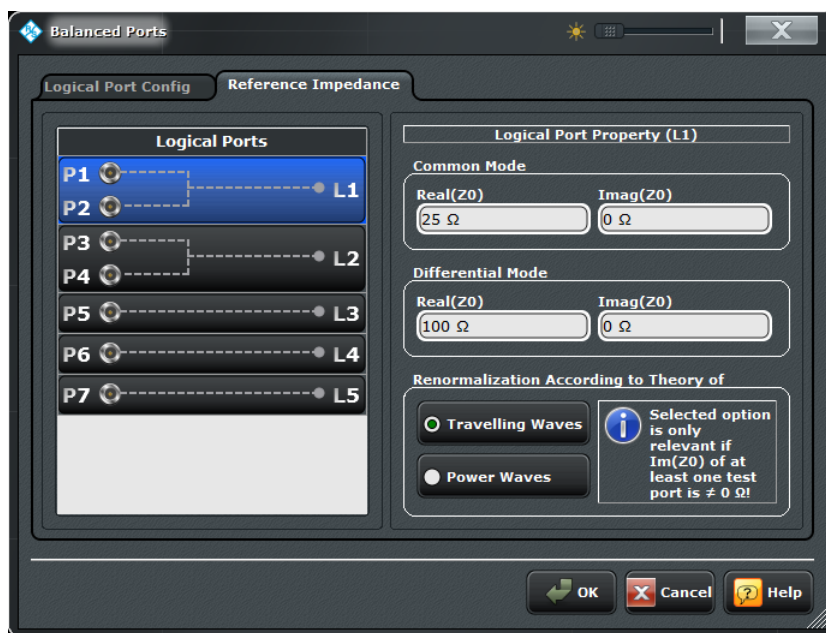 Balanced Ports
Logical Port Config
Reference Impedance
Logical Ports
P1
P2
L1
P3
P4
L2
P5
L3
P6
L4
P7
L5
Logical Port Property (L1)
Common Mode
Real(Z0)
Imag(Z0)
25 Ω
0 Ω
Differential Mode
Real(Z0)
Imag(Z0)
100 Ω
0 Ω
Renormalization According to Theory of
Travelling Waves
Power Waves
Selected option
is only
relevant if
Im(Z0) of at
least one test
port is ≠ 0 Ω!
OK
Cancel
Help